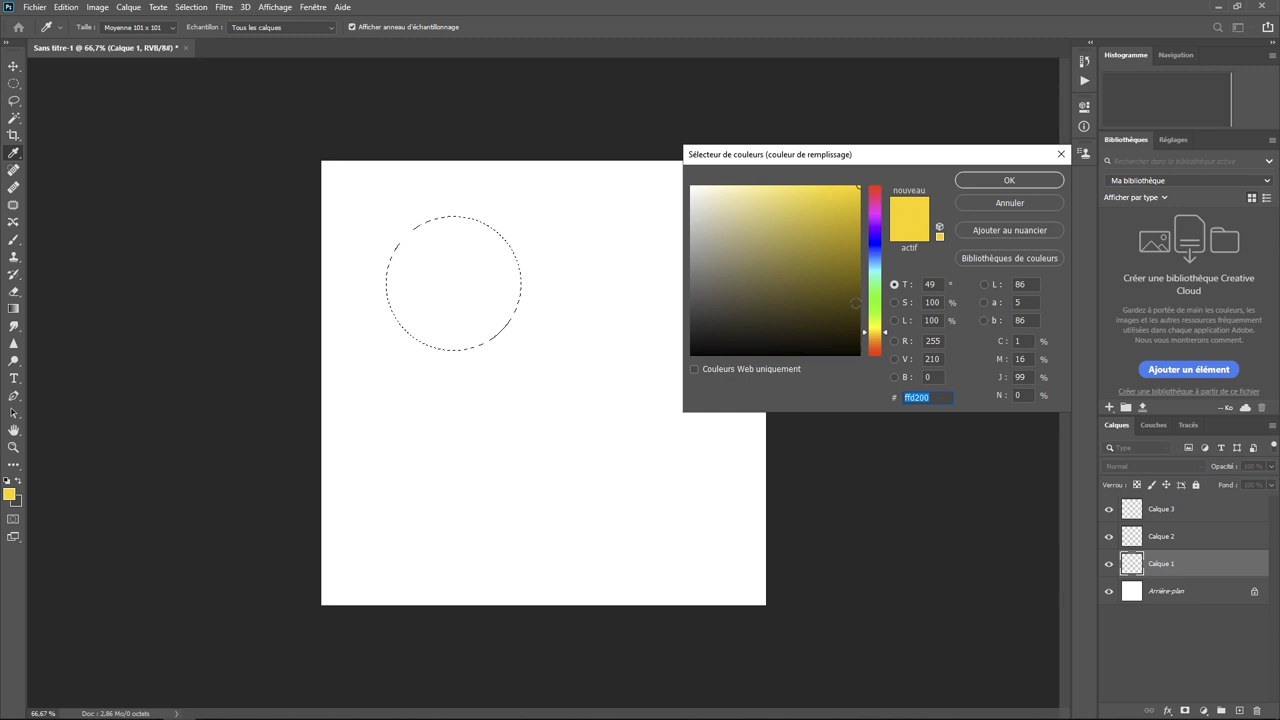 Ps Fichier Edition Image Calque Texte Sélection Filtre 3D Affichage Fenêtre Aide
Taille : Moyenne 101 x 101 Echantillon : Tous les calques Afficher anneau d'échantillonnage
Sans titre-1 @ 66,7% (Calque 1, RVB/8#) *
Histogramme Navigation
Bibliothèques Réglages
Rechercher dans la bibliothèque active
Ma bibliothèque
Afficher par type
Créer une bibliothèque Creative
Cloud
Gardez à portée de main les couleurs, les
images et les autres ressources fréquemment
utilisées dans chaque application Adobe.
Nous vous montrerons comment.
Ajouter un élément
Créer une bibliothèque à partir de ce fichier
-- Ko
Sélecteur de couleurs (couleur de remplissage)
nouveau
actif
OK
Annuler
Ajouter au nuancier
Bibliothèques de couleurs
T : 49 ° L : 86
S : 100 % a : 5
L : 100 % b : 86
R : 255 C : 1 %
V : 210 M : 16 %
B : 0 J : 99 %
# ffd200 N : 0 %
Couleurs Web uniquement
Calques Couches Tracés
Type
Normal Opacité : 100 %
Verrou : Fond : 100 %
Calque 3
Calque 2
Calque 1
Arrière-plan
66,67 % Doc : 2,86 Mo/0 octets